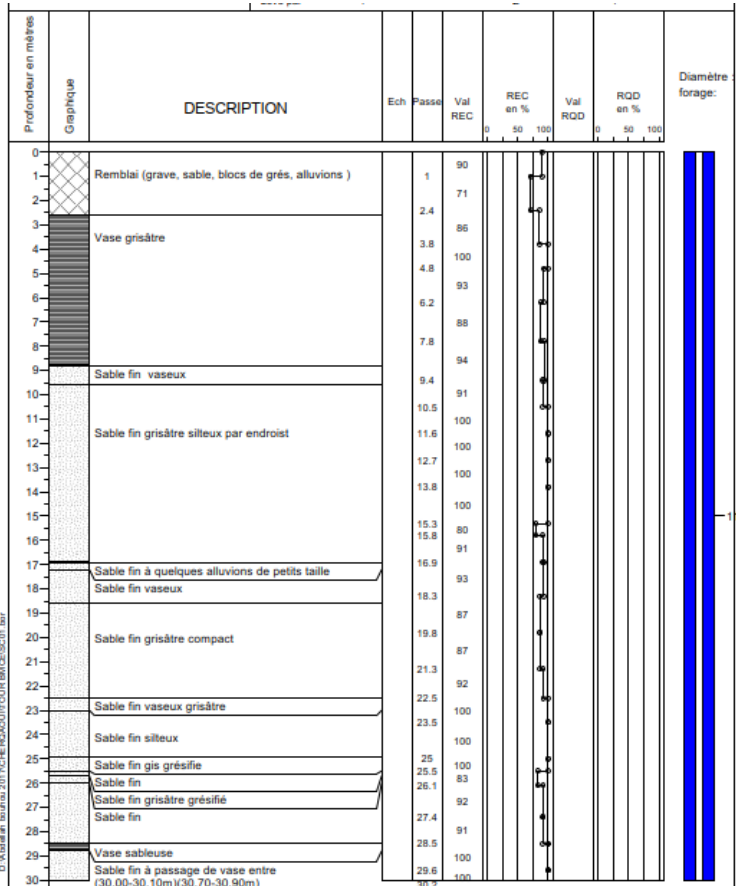 Profondeur en mètres
Graphique
DESCRIPTION
Ech
Passe
Val
REC
REC
en %
0 50 100
Val
RQD
RQD
en %
0 50 100
Diamètre :
forage:
0
1
2
3
4
5
6
7
8
9
10
11
12
13
14
15
16
17
18
19
20
21
22
23
24
25
26
27
28
29
30
Remblai (grave, sable, blocs de grés, alluvions )
Vase grisâtre
Sable fin vaseux
Sable fin grisâtre silteux par endroist
Sable fin à quelques alluvions de petits taille
Sable fin vaseux
Sable fin grisâtre compact
Sable fin vaseux grisâtre
Sable fin silteux
Sable fin gis grésifie
Sable fin
Sable fin grisâtre grésifié
Sable fin
Vase sableuse
Sable fin à passage de vase entre
(30.00-30.10m)(30.70-30.90m)
1
2.4
3.8
4.8
6.2
7.8
9.4
10.5
11.6
12.7
13.8
15.3
15.8
16.9
18.3
19.8
21.3
22.5
23.5
25
25.5
26.1
27.4
28.5
29.6
30.2
90
71
86
100
93
88
94
91
100
100
100
100
80
91
93
87
87
92
100
100
100
83
92
91
100
100